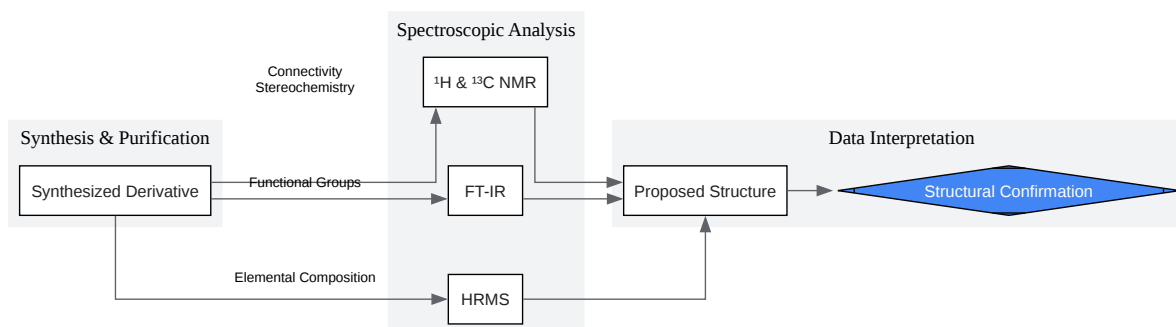 Spectroscopic Analysis
Connectivity
Stereochemistry
¹H & ¹³C NMR
Synthesis & Purification
Data Interpretation
Synthesized Derivative
Functional Groups
FT-IR
Proposed Structure
Structural Confirmation
Elemental Composition
HRMS